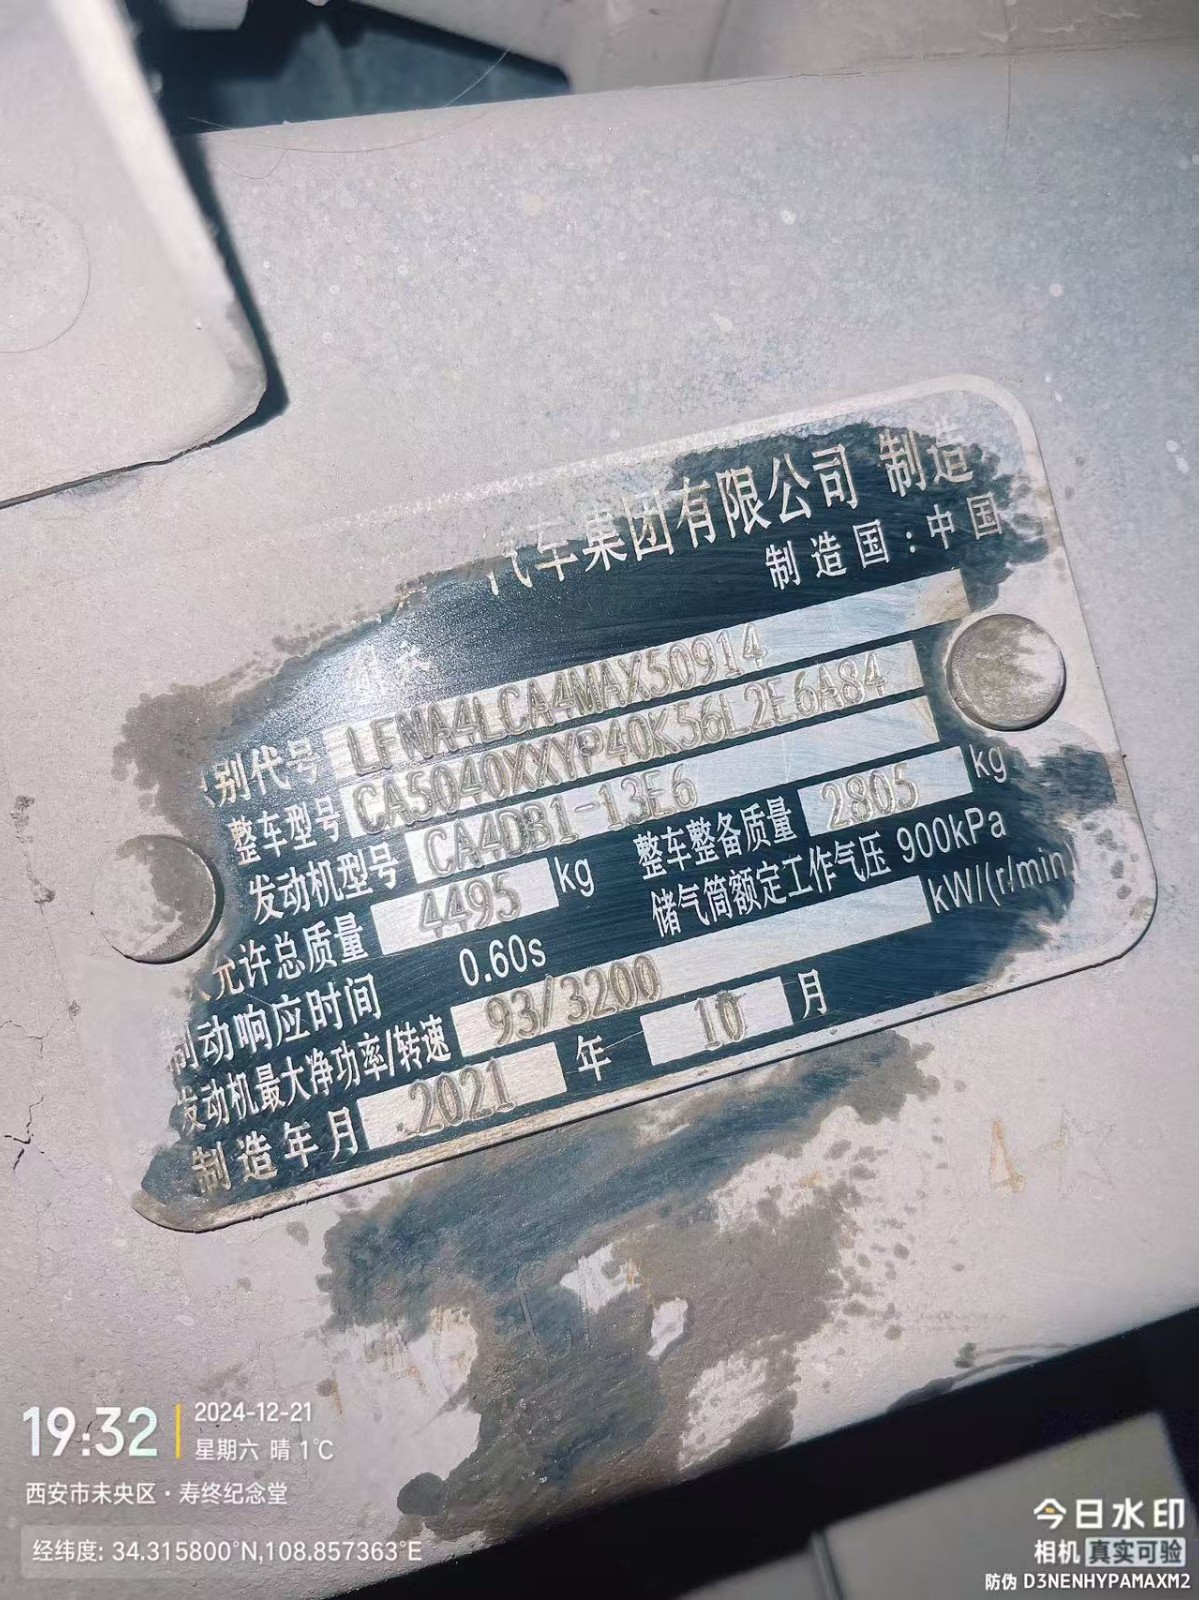 汽车集团有限公司 制造
制造国：中国
别代号 LFNA4LCA4MAX50914
整车型号 CA5040XXYP40K56L2E6A84
发动机型号 CA4DB1-13E6
允许总质量 4495 kg 整车整备质量 2805 kg
制动响应时间 0.60s 储气筒额定工作气压 900kPa
发动机最大净功率/转速 93/3200 kW/(r/min)
制造年月 2021 年 10 月
19:32
2024-12-21
星期六 晴 1℃
西安市未央区·寿终纪念堂
经纬度: 34.315800°N,108.857363°E
今日水印
相机 真实可验
防伪 D3NENHYPAMAXM2